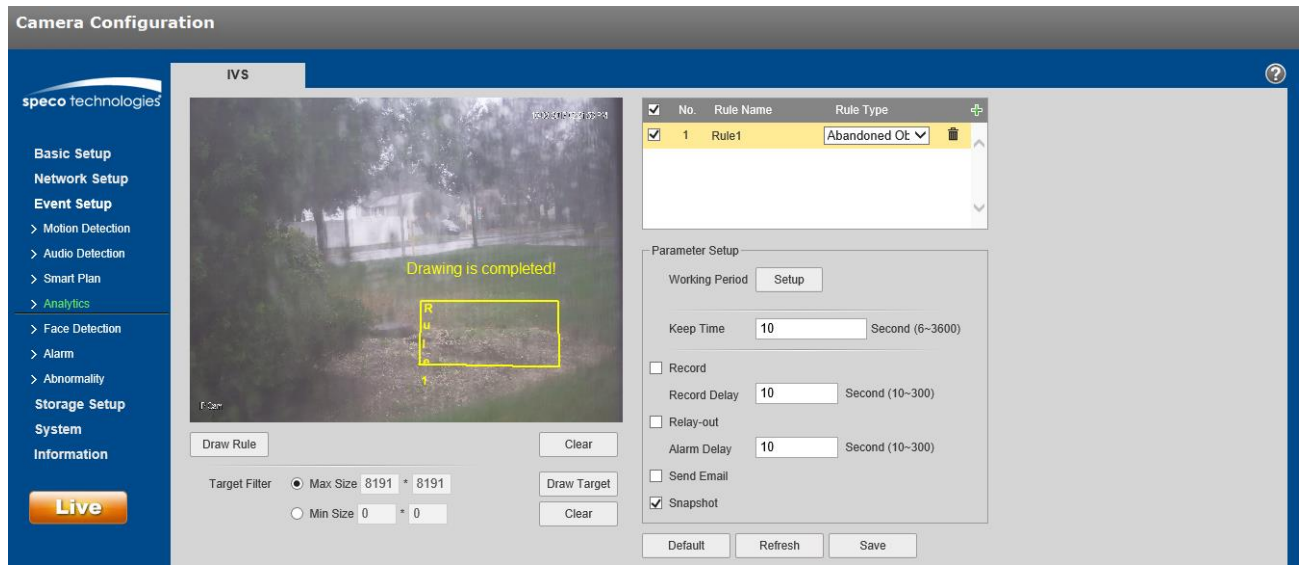 Camera Configuration
speco technologies
IVS
Basic Setup
Network Setup
Event Setup
> Motion Detection
> Audio Detection
> Smart Plan
> Analytics
> Face Detection
> Alarm
> Abnormality
Storage Setup
System
Information
Live
Drawing is completed!
Rule1
Draw Rule
Clear
Target Filter
Max Size 8191 * 8191
Draw Target
Min Size 0 * 0
Clear
No. Rule Name Rule Type
1 Rule1 Abandoned Ob
Parameter Setup
Working Period Setup
Keep Time 10 Second (6~3600)
Record
Record Delay 10 Second (10~300)
Relay-out
Alarm Delay 10 Second (10~300)
Send Email
Snapshot
Default Refresh Save